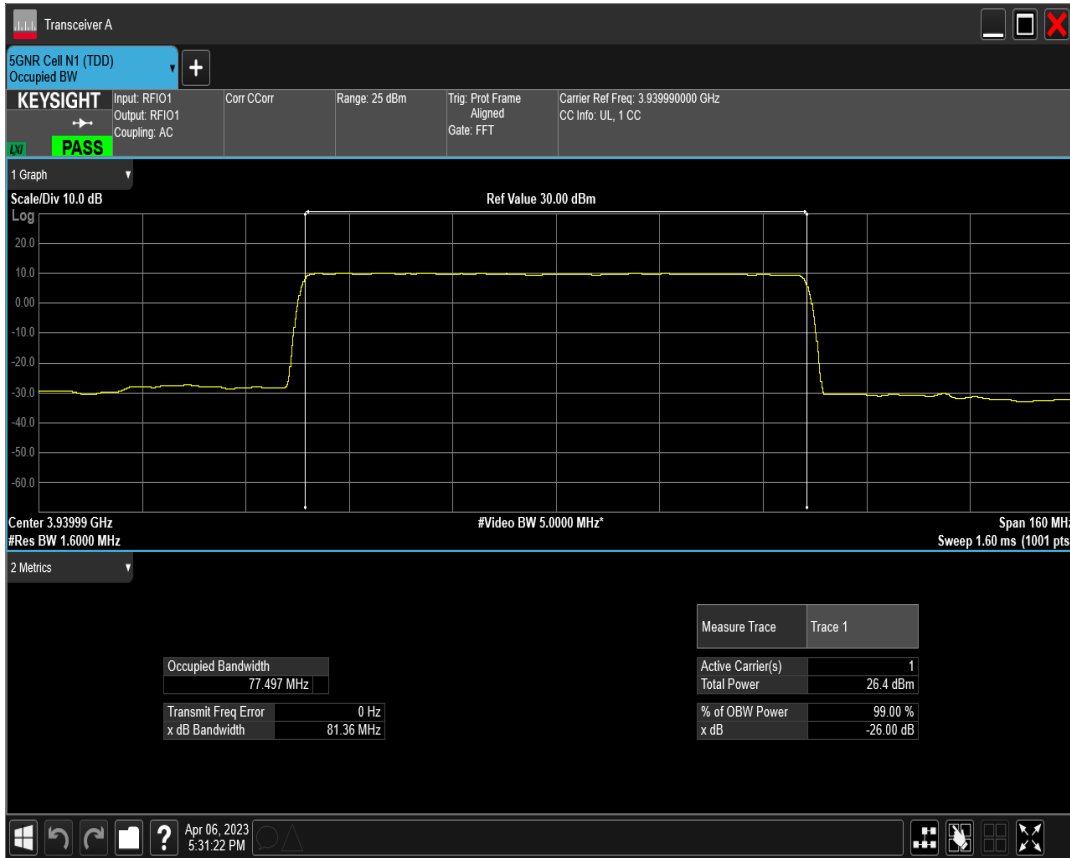 Transceiver A
5GNR Cell N1 (TDD)
Occupied BW
+
KEYSIGHT
LXI
PASS
Input: RFIO1
Output: RFIO1
Coupling: AC
Corr CCorr
Range: 25 dBm
Trig: Prot Frame
Aligned
Gate: FFT
Carrier Ref Freq: 3.939990000 GHz
CC Info: UL, 1 CC
1 Graph
Scale/Div 10.0 dB
Ref Value 30.00 dBm
Log
20.0
10.0
0.00
-10.0
-20.0
-30.0
-40.0
-50.0
-60.0
Center 3.93999 GHz
#Video BW 5.0000 MHz*
Span 160 MHz
#Res BW 1.6000 MHz
Sweep 1.60 ms (1001 pts
2 Metrics
Measure Trace Trace 1
Occupied Bandwidth
77.497 MHz
Active Carrier(s) 1
Total Power 26.4 dBm
Transmit Freq Error 0 Hz
x dB Bandwidth 81.36 MHz
% of OBW Power 99.00 %
x dB -26.00 dB
?
Apr 06, 2023
5:31:22 PM